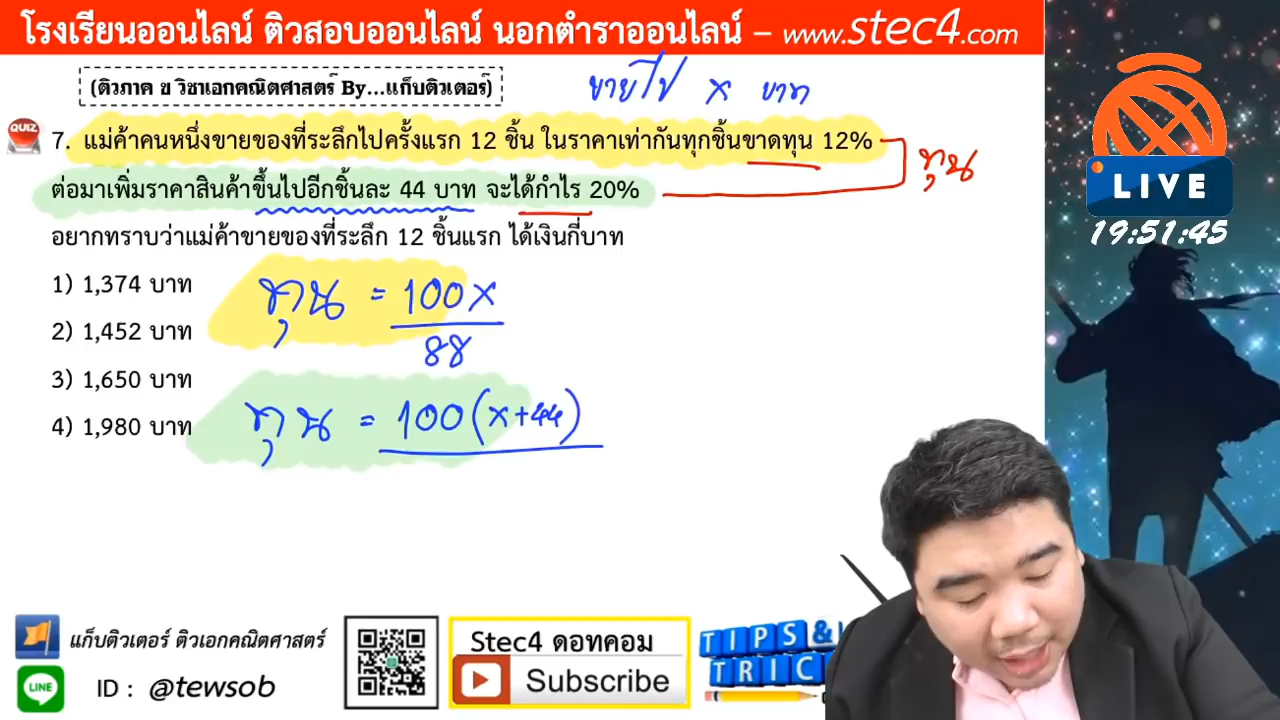 โรงเรียนออนไลน์ ติวสอบออนไลน์ นอกตำราออนไลน์ – www.stec4.com
(ติวภาค ข วิชาเอกคณิตศาสตร์ By...แก็บติวเตอร์)
ขายไป x บาท
QUIZ
7. แม่ค้าคนหนึ่งขายของที่ระลึกไปครั้งแรก 12 ชิ้น ในราคาเท่ากันทุกชิ้นขาดทุน 12%
ทุน
ต่อมาเพิ่มราคาสินค้าขึ้นไปอีกชิ้นละ 44 บาท จะได้กำไร 20%
LIVE
19:51:45
อยากทราบว่าแม่ค้าขายของที่ระลึก 12 ชิ้นแรก ได้เงินกี่บาท
1) 1,374 บาท
2) 1,452 บาท
3) 1,650 บาท
4) 1,980 บาท
ทุน = 100x
88
ทุน = 100(x+44)
แก็บติวเตอร์ ติวเอกคณิตศาสตร์
LINE
ID : @tewsob
Stec4 ดอทคอม
Subscribe
TIPS &